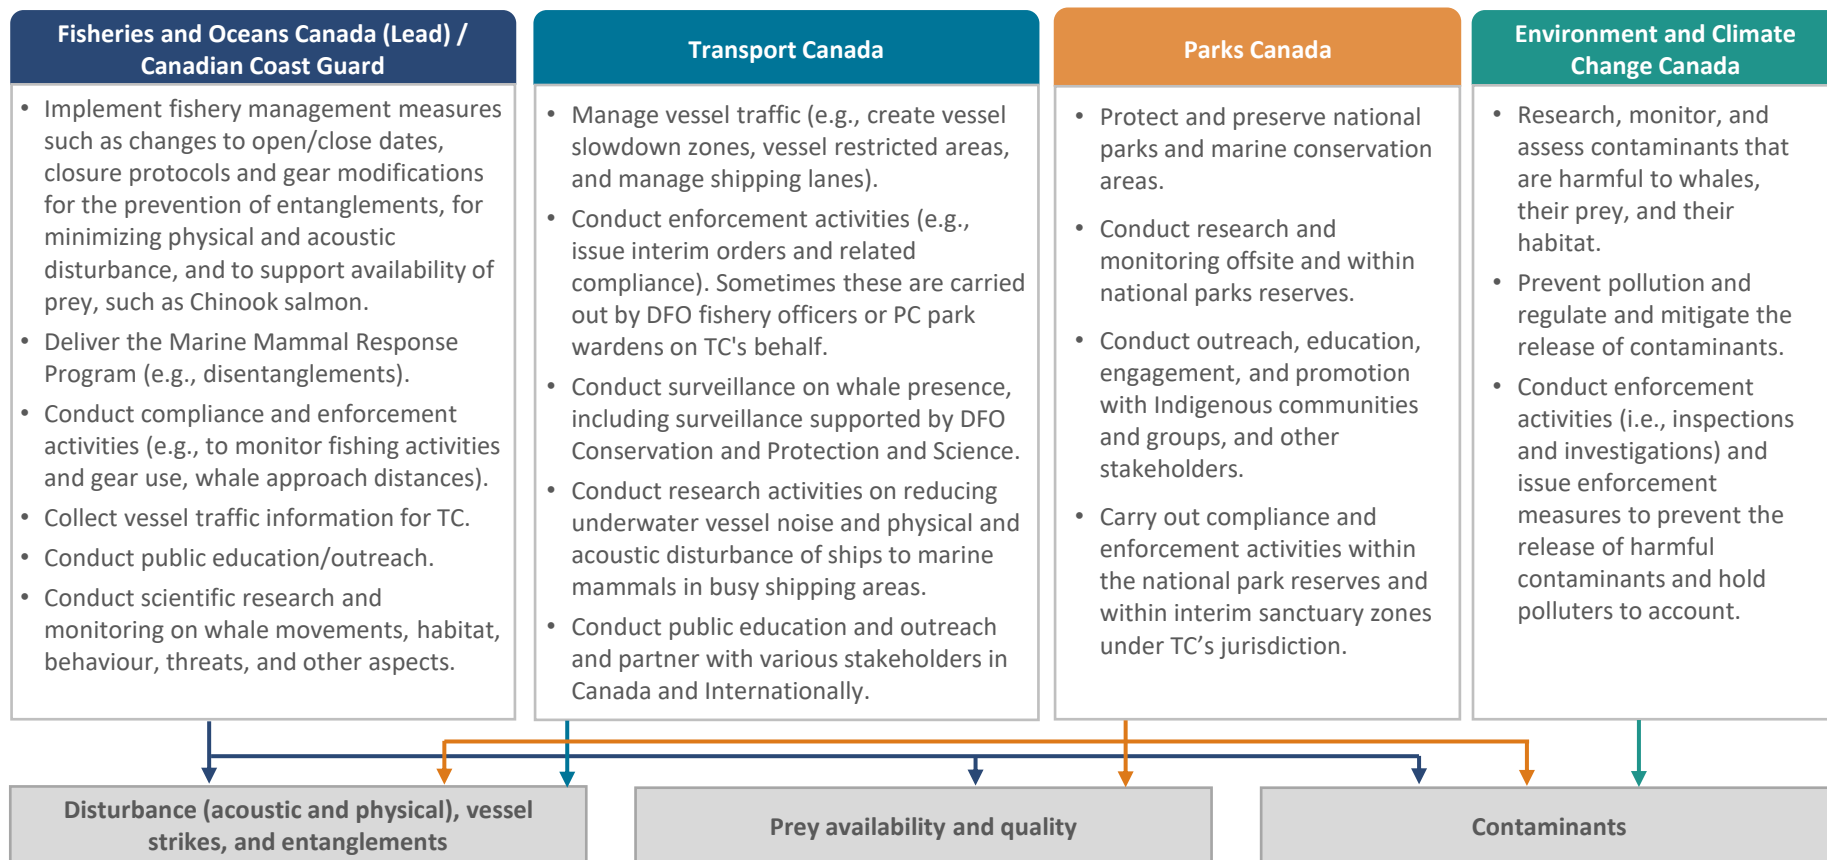 Fisheries and Oceans Canada (Lead) /
Canadian Coast Guard
• Implement fishery management measures
such as changes to open/close dates,
closure protocols and gear modifications
for the prevention of entanglements, for
minimizing physical and acoustic
disturbance, and to support availability of
prey, such as Chinook salmon.
• Deliver the Marine Mammal Response
Program (e.g., disentanglements).
• Conduct compliance and enforcement
activities (e.g., to monitor fishing activities
and gear use, whale approach distances).
• Collect vessel traffic information for TC.
• Conduct public education/outreach.
• Conduct scientific research and
monitoring on whale movements, habitat,
behaviour, threats, and other aspects.
Transport Canada
• Manage vessel traffic (e.g., create vessel
slowdown zones, vessel restricted areas,
and manage shipping lanes).
• Conduct enforcement activities (e.g.,
issue interim orders and related
compliance). Sometimes these are carried
out by DFO fishery officers or PC park
wardens on TC's behalf.
• Conduct surveillance on whale presence,
including surveillance supported by DFO
Conservation and Protection and Science.
• Conduct research activities on reducing
underwater vessel noise and physical and
acoustic disturbance of ships to marine
mammals in busy shipping areas.
• Conduct public education and outreach
and partner with various stakeholders in
Canada and Internationally.
Parks Canada
• Protect and preserve national
parks and marine conservation
areas.
• Conduct research and
monitoring offsite and within
national parks reserves.
• Conduct outreach, education,
engagement, and promotion
with Indigenous communities
and groups, and other
stakeholders.
• Carry out compliance and
enforcement activities within
the national park reserves and
within interim sanctuary zones
under TC’s jurisdiction.
Environment and Climate
Change Canada
• Research, monitor, and
assess contaminants that
are harmful to whales,
their prey, and their
habitat.
• Prevent pollution and
regulate and mitigate the
release of contaminants.
• Conduct enforcement
activities (i.e., inspections
and investigations) and
issue enforcement
measures to prevent the
release of harmful
contaminants and hold
polluters to account.
Disturbance (acoustic and physical), vessel
strikes, and entanglements
Prey availability and quality
Contaminants